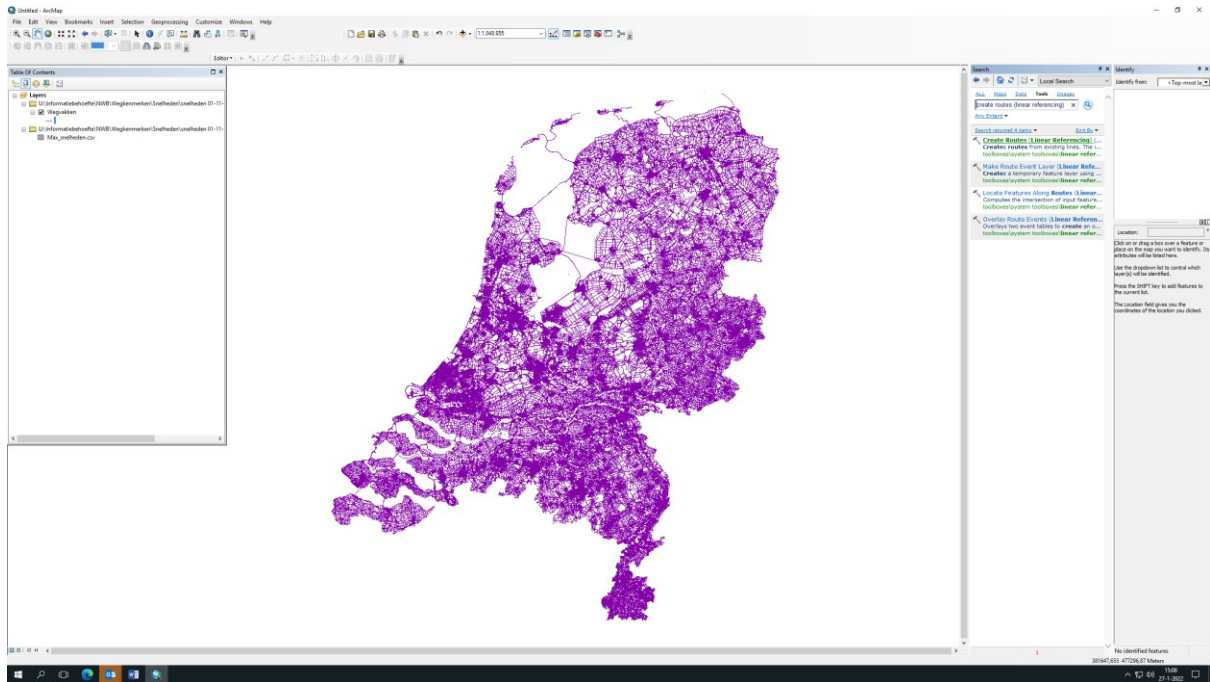 Untitled - ArcMap
File Edit View Bookmarks Insert Selection Geoprocessing Customize Windows Help
1:1.040.655
Editor
Table Of Contents
Layers
U:\Informatiebehoefte\NWB\Wegkenmerken\Snelheden\snelheden 01-11-
Wegvakken
U:\Informatiebehoefte\NWB\Wegkenmerken\Snelheden\snelheden 01-11-
Max_snelheden.csv
Search
Local Search
ALL Maps Data Tools Images
create routes (linear referencing)
Any Extent
Search returned 4 items Sort By
Create Routes (Linear Referencing) (...
Creates routes from existing lines. The i...
toolboxes\system toolboxes\linear refer...
Make Route Event Layer (Linear Refe...
Creates a temporary feature layer using ...
toolboxes\system toolboxes\linear refer...
Locate Features Along Routes (Linear...
Computes the intersection of input feature...
toolboxes\system toolboxes\linear refer...
Overlay Route Events (Linear Referen...
Overlays two event tables to create an o...
toolboxes\system toolboxes\linear refer...
Identify
Identify from: <Top-most la
Location:
Click on or drag a box over a feature or
place on the map you want to identify. Its
attributes will be listed here.
Use the dropdown list to control which
layer(s) will be identified.
Press the SHIFT key to add features to
the current list.
The Location field gives you the
coordinates of the location you clicked.
No identified features
381647,655 477296,87 Meters
15:08
27-1-2022